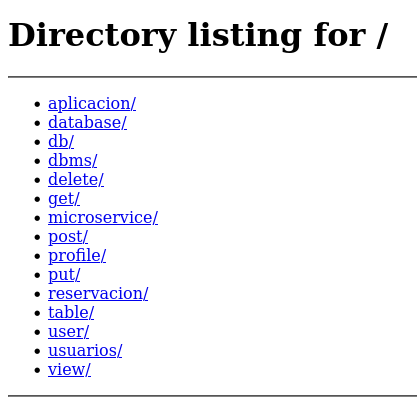 Directory listing for /
aplicacion/
database/
db/
dbms/
delete/
get/
microservice/
post/
profile/
put/
reservacion/
table/
user/
usuarios/
view/